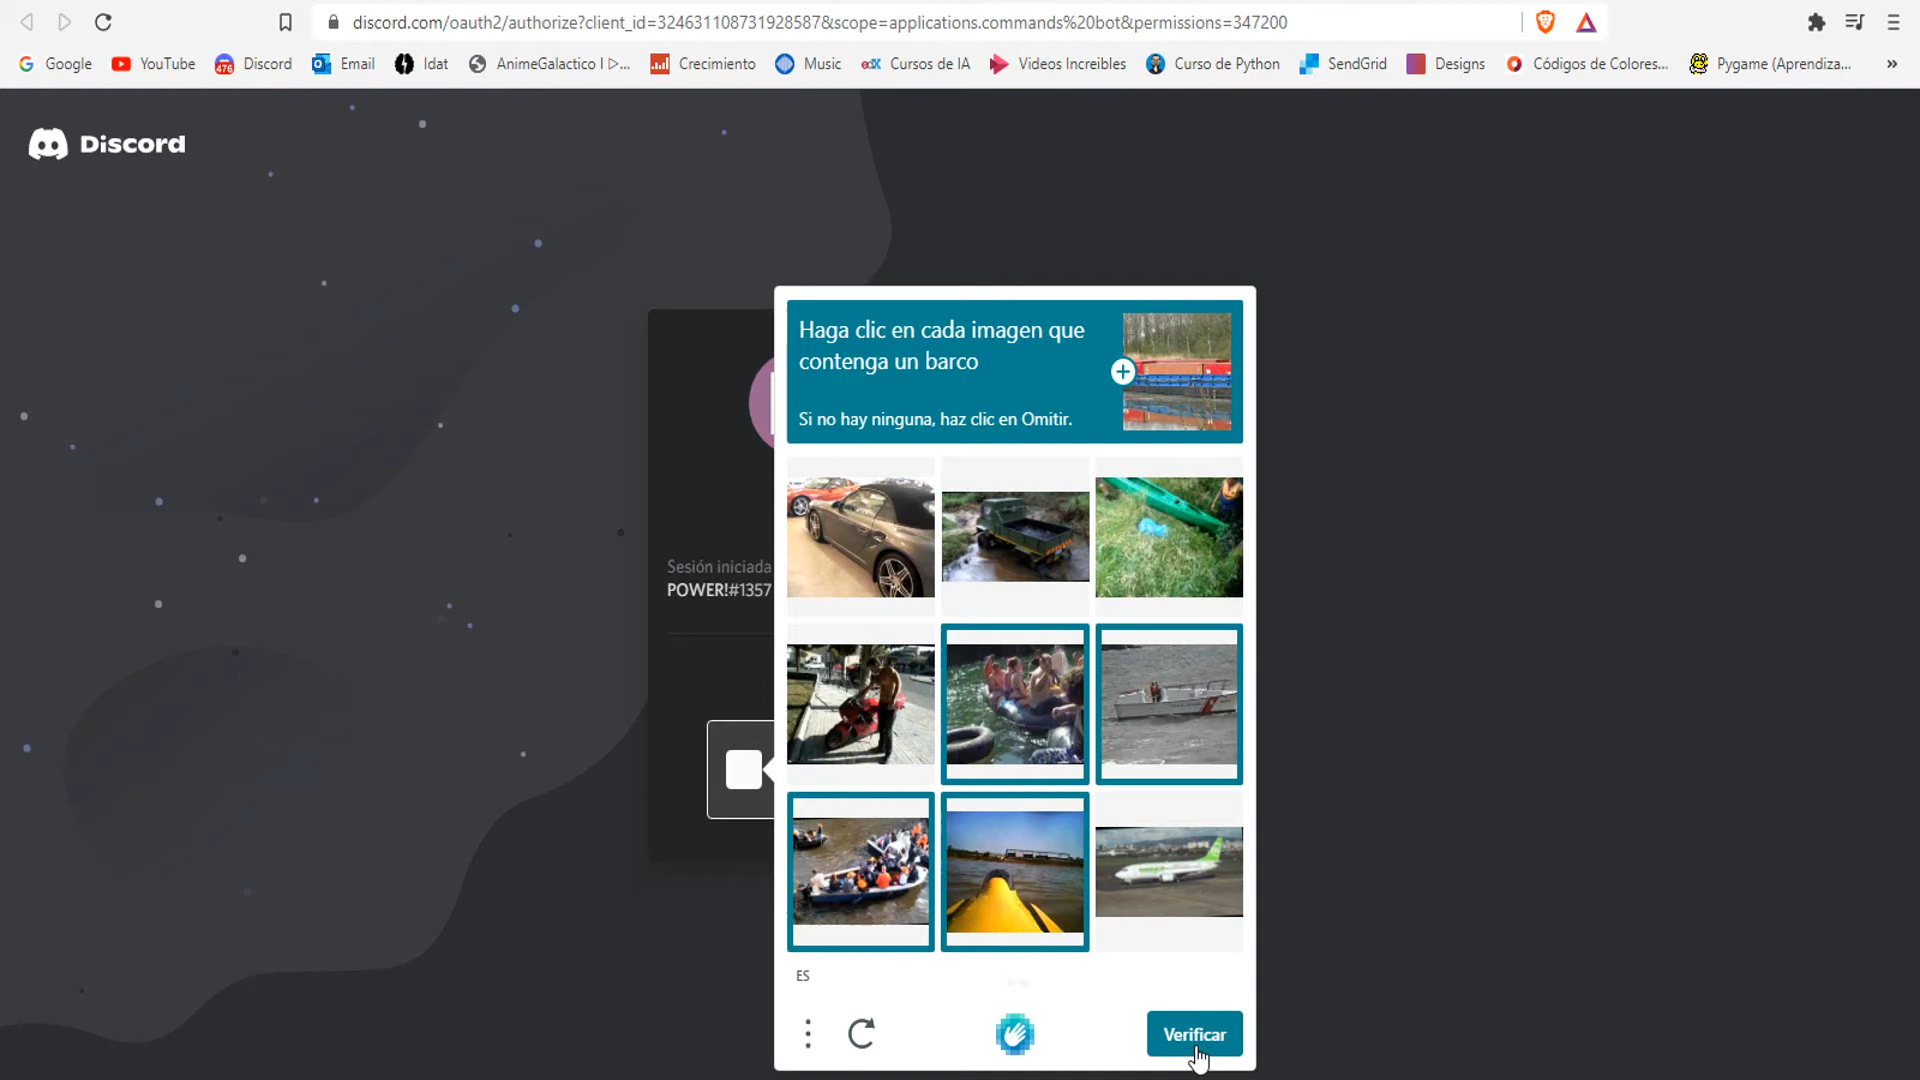 discord.com/oauth2/authorize?client_id=324631108731928587&scope=applications.commands%20bot&permissions=347200
Google YouTube 476 Discord Email Idat AnimeGalactico I ▷... Crecimiento Music edX Cursos de IA Videos Increibles Curso de Python SendGrid Designs Códigos de Colores... Pygame (Aprendiza... »
Discord
Haga clic en cada imagen que
contenga un barco
Si no hay ninguna, haz clic en Omitir.
Sesión iniciada
POWER!#1357
ES
Verificar